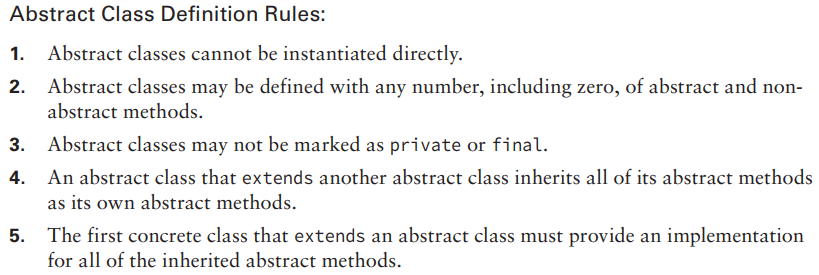 Abstract Class Definition Rules:
1. Abstract classes cannot be instantiated directly.
2. Abstract classes may be defined with any number, including zero, of abstract and non-
abstract methods.
3. Abstract classes may not be marked as private or final.
4. An abstract class that extends another abstract class inherits all of its abstract methods
as its own abstract methods.
5. The first concrete class that extends an abstract class must provide an implementation
for all of the inherited abstract methods.